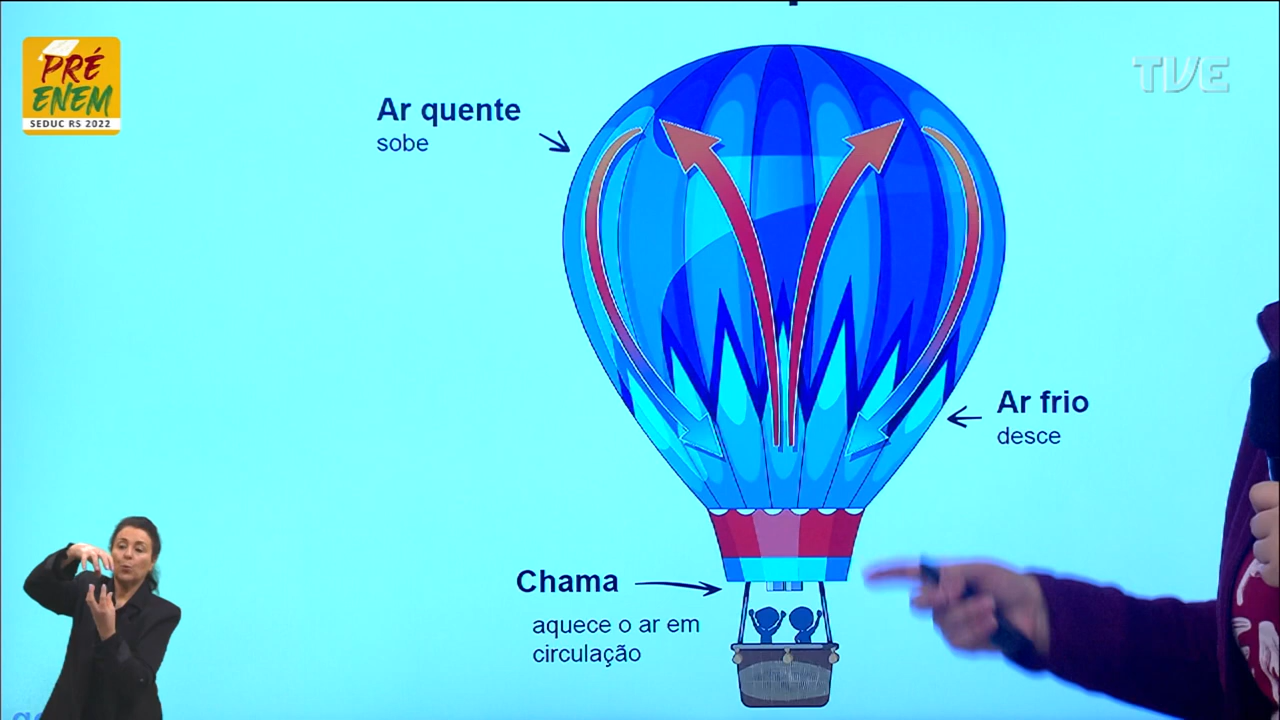 PRÉ
ENEM
SEDUC RS 2022
TVE
Ar quente
sobe
Ar frio
desce
Chama
aquece o ar em
circulação